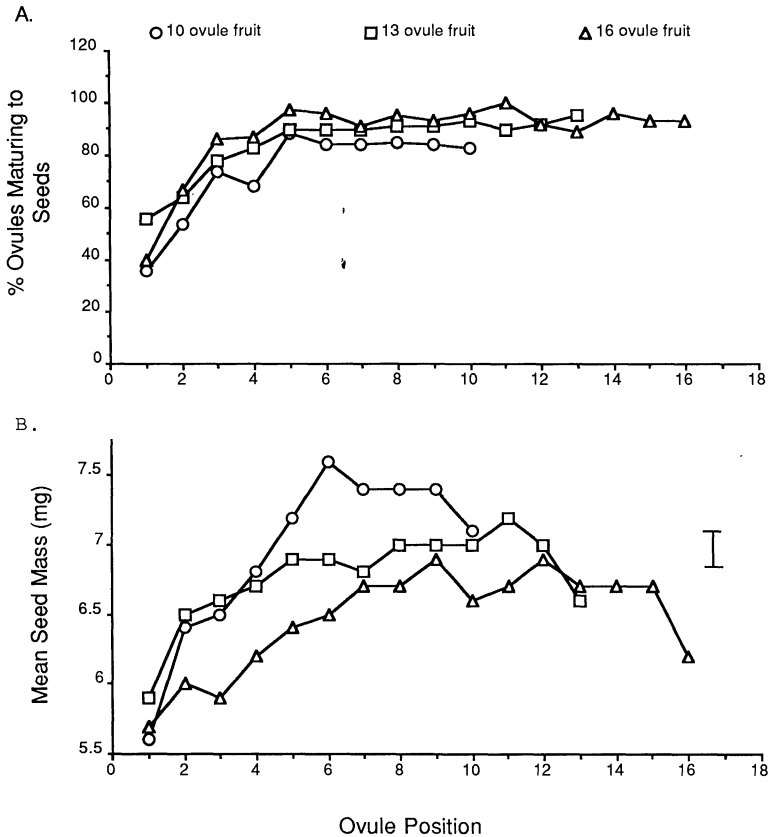 A.
10 ovule fruit 13 ovule fruit 16 ovule fruit
120
100
80
60
40
20
0
% Ovules Maturing to
Seeds
0 2 4 6 8 10 12 14 16 18
B.
7.5
7
6.5
6
5.5
Mean Seed Mass (mg)
0 2 4 6 8 10 12 14 16 18
Ovule Position